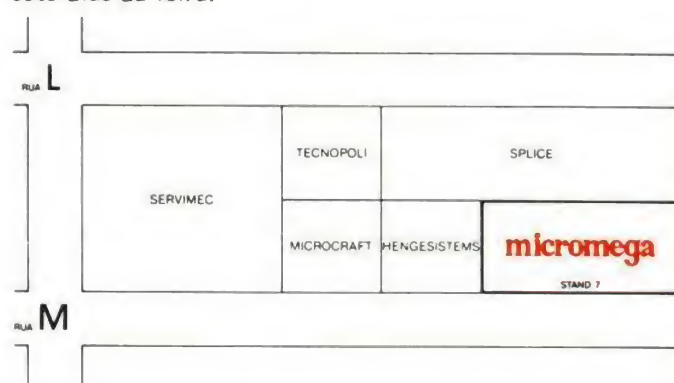 RUA L
TECNOPOLI
SPLICE
SERVIMEC
MICROCRAFT
HENGESISTEMS
micromega
STAND 7
RUA M